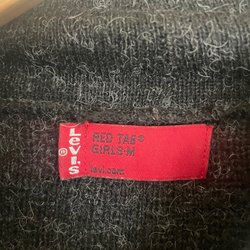 Levi's
®
RED TAB®
GIRLS-M
levi.com